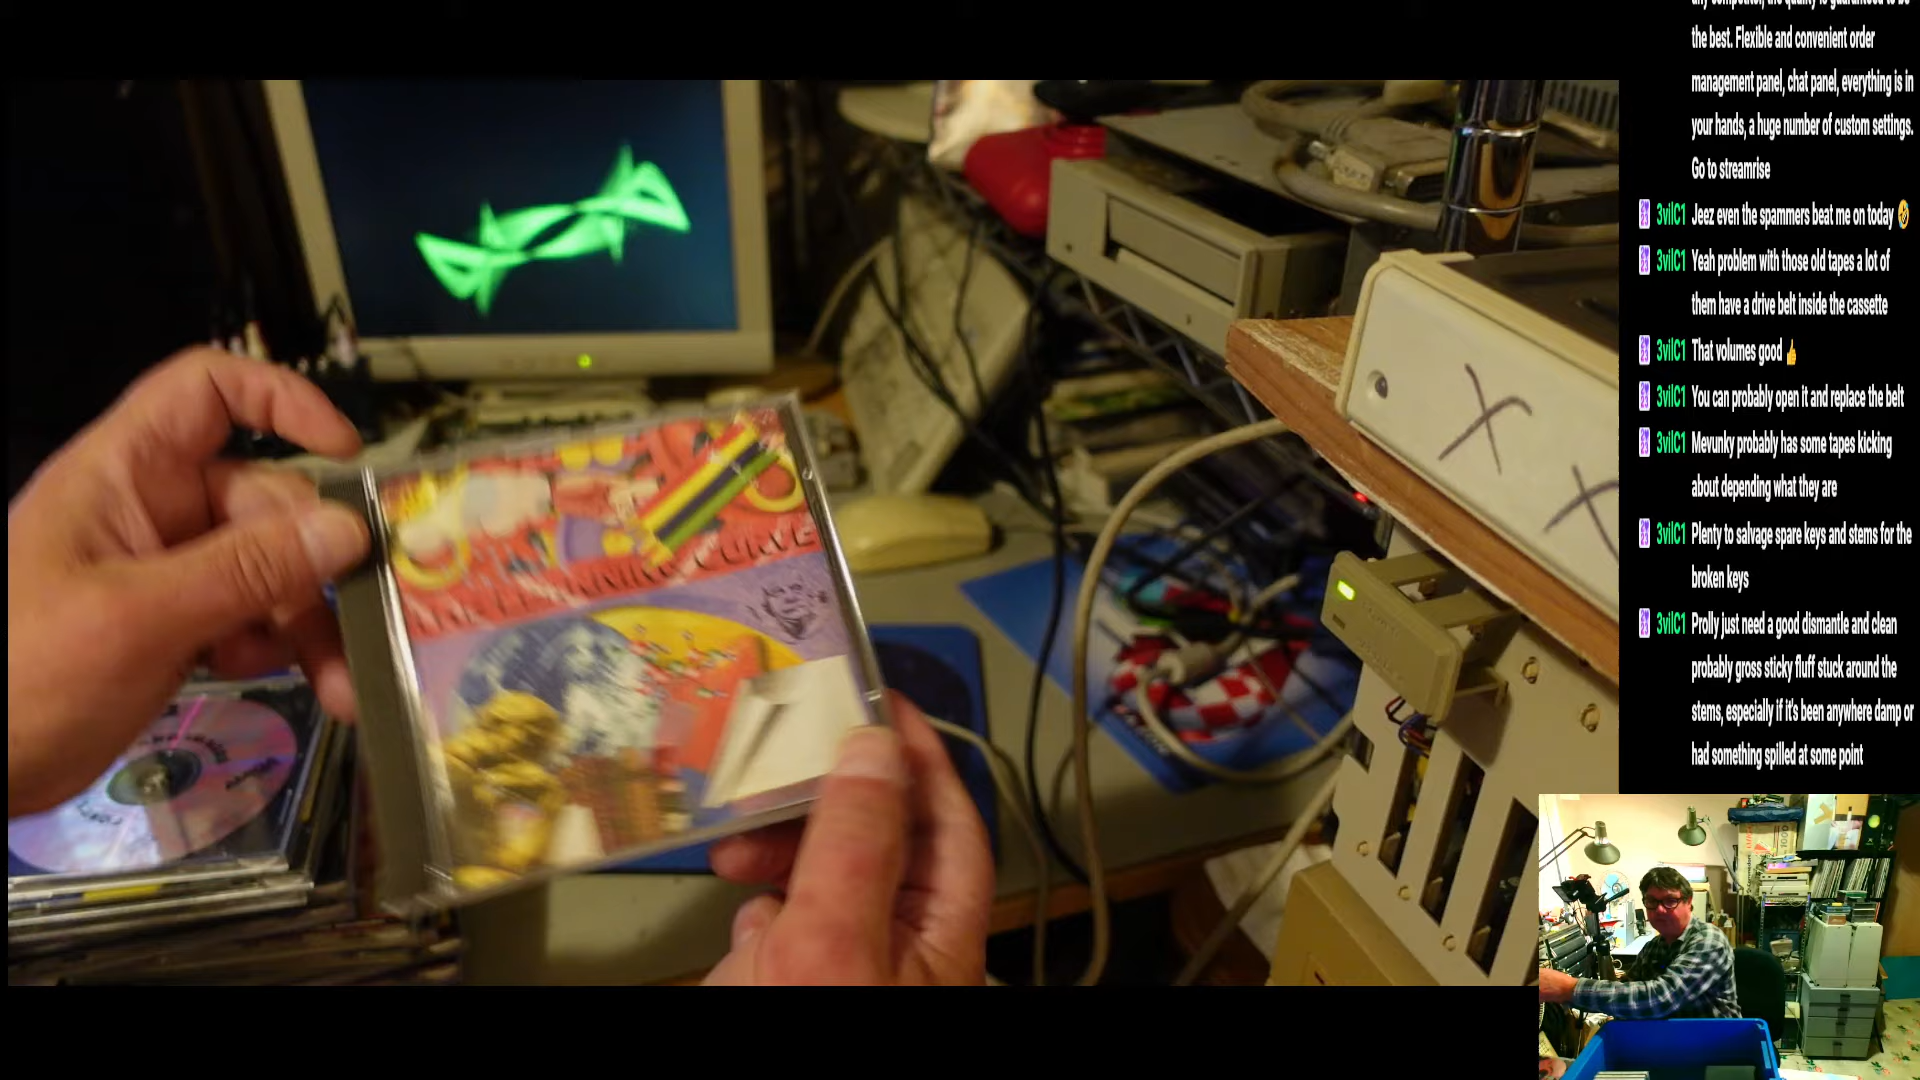 the best. Flexible and convenient order
management panel, chat panel, everything is in
your hands, a huge number of custom settings.
Go to streamrise
3vilC1 Jeez even the spammers beat me on today 🤣
3vilC1 Yeah problem with those old tapes a lot of
them have a drive belt inside the cassette
3vilC1 That volumes good 👍
3vilC1 You can probably open it and replace the belt
3vilC1 Mevunky probably has some tapes kicking
about depending what they are
3vilC1 Plenty to salvage spare keys and stems for the
broken keys
3vilC1 Prolly just need a good dismantle and clean
probably gross sticky fluff stuck around the
stems, especially if it's been anywhere damp or
had something spilled at some point
LEARNING CURVE
X X